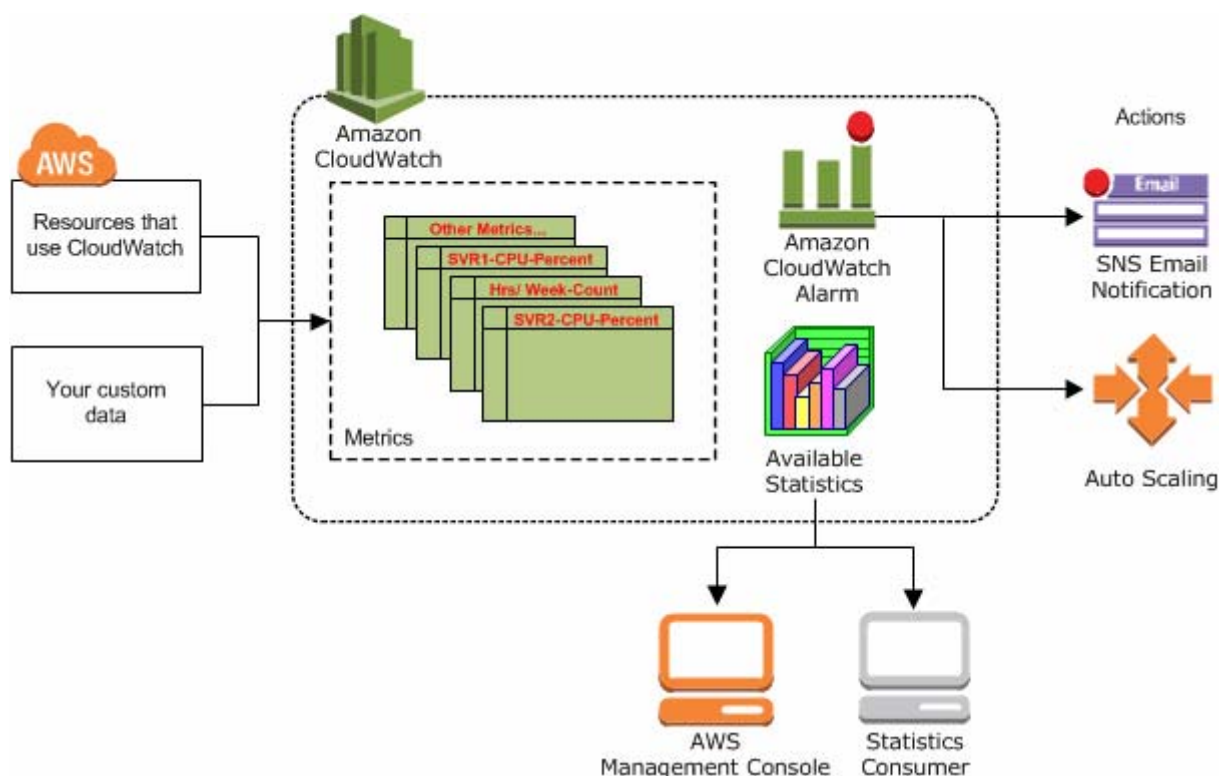 Amazon
CloudWatch
Actions
AWS
Resources that
use CloudWatch
Your custom
data
Other Metrics...
SVR1-CPU-Percent
Hrs/ Week-Count
SVR2-CPU-Percent
Metrics
Amazon
CloudWatch
Alarm
Available
Statistics
Email
SNS Email
Notification
Auto Scaling
AWS
Management Console
Statistics
Consumer